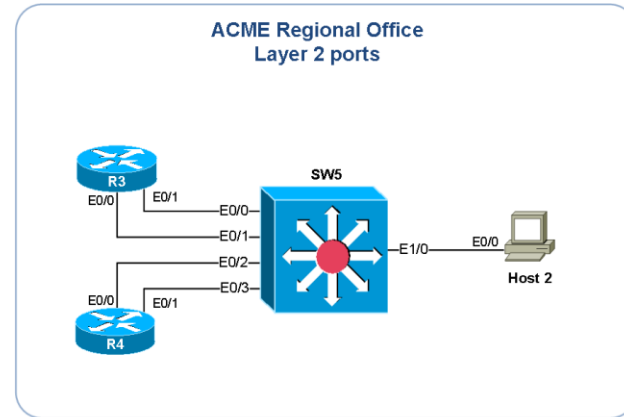 ACME Regional Office
Layer 2 ports
SW5
R3
E0/0
E0/1
E0/0
E0/1
E0/2
E0/3
E1/0
E0/0
Host 2
E0/0
E0/1
R4